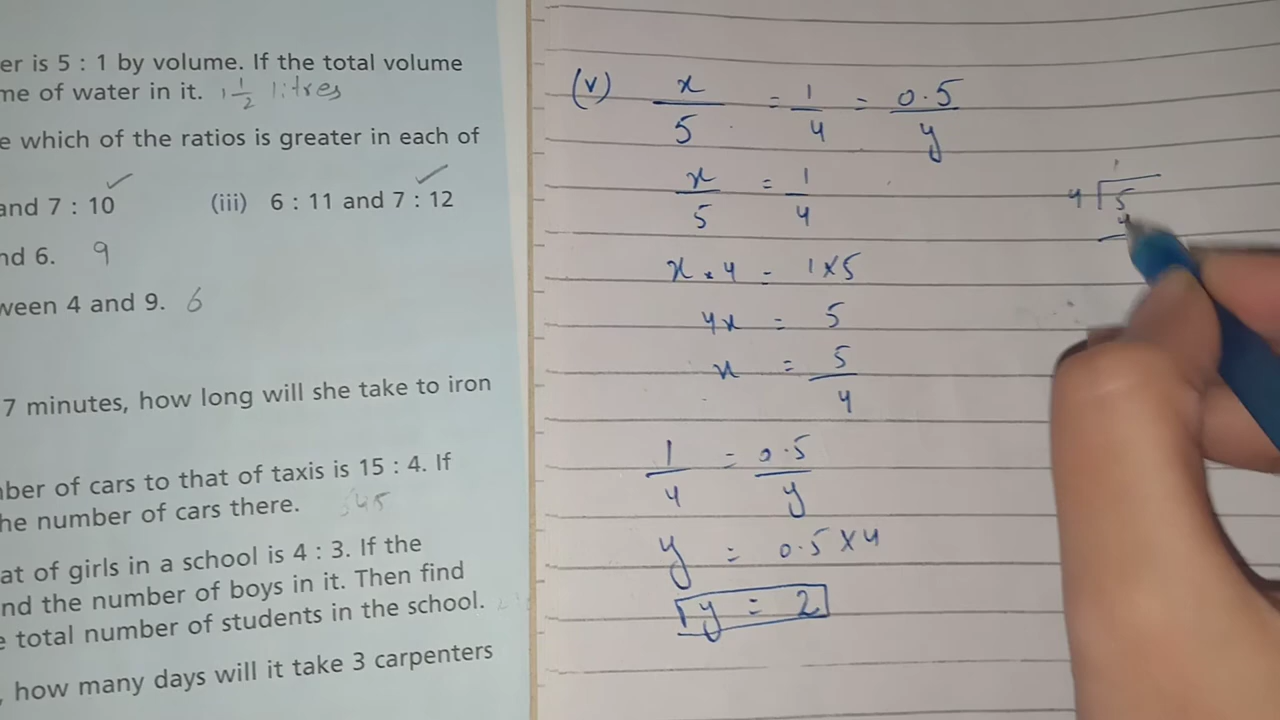 er is 5 : 1 by volume. If the total volume
me of water in it. 1 1/2 litres
e which of the ratios is greater in each of
and 7 : 10 ✓ (iii) 6 : 11 and 7 : 12 ✓
nd 6. 9
ween 4 and 9. 6
7 minutes, how long will she take to iron
ber of cars to that of taxis is 15 : 4. If
he number of cars there. 45
at of girls in a school is 4 : 3. If the
nd the number of boys in it. Then find
e total number of students in the school.
, how many days will it take 3 carpenters
(v) x/5 = 1/4 = 0.5/y
x/5 = 1/4
x × 4 = 1×5
4x = 5
x = 5/4
1/4 = 0.5/y
y = 0.5×4
y = 2
1
4 5
4